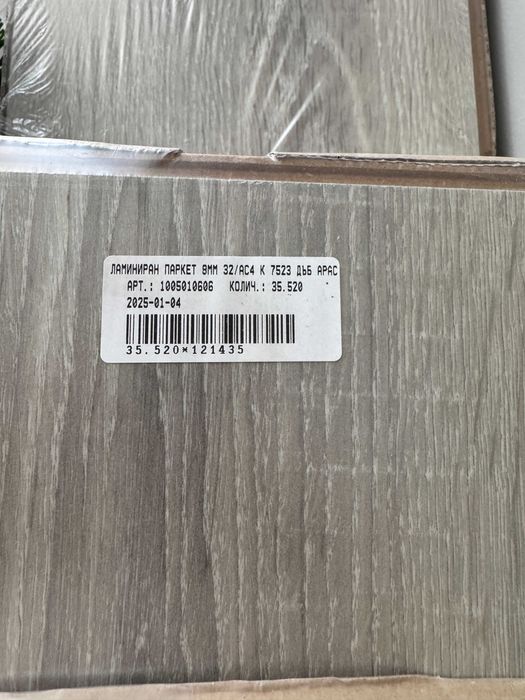 ЛАМИНИРАН ПАРКЕТ 8ММ 32/АС4 К 7523 ДЪБ АРАС
АРТ.: 1005010606 КОЛИЧ.: 35.520
2025-01-04
35.520*121435